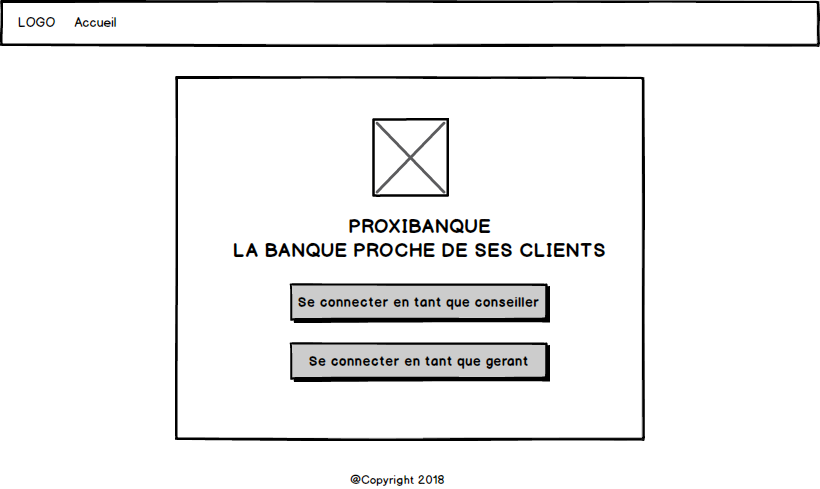 LOGO Accueil
PROXIBANQUE
LA BANQUE PROCHE DE SES CLIENTS
Se connecter en tant que conseiller
Se connecter en tant que gerant
@Copyright 2018